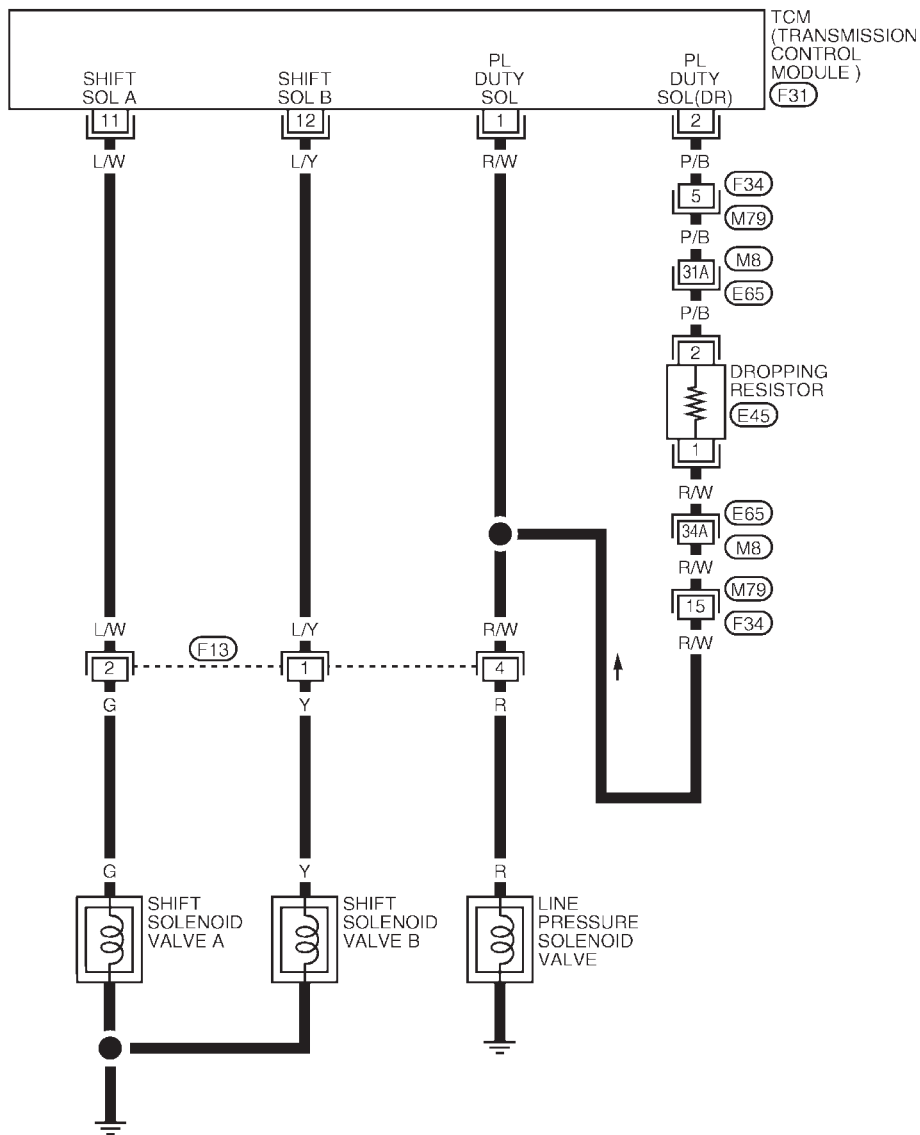 TCM
(TRANSMISSION
CONTROL
MODULE )
F31
SHIFT
SOL A
SHIFT
SOL B
PL
DUTY
SOL
PL
DUTY
SOL(DR)
11
12
1
2
L/W
L/Y
R/W
P/B
5
F34
M79
P/B
31A
M8
E65
P/B
2
DROPPING
RESISTOR
E45
1
R/W
34A
E65
M8
R/W
15
M79
F34
R/W
L/W
L/Y
R/W
F13
2
1
4
G
Y
R
G
Y
R
SHIFT
SOLENOID
VALVE A
SHIFT
SOLENOID
VALVE B
LINE
PRESSURE
SOLENOID
VALVE